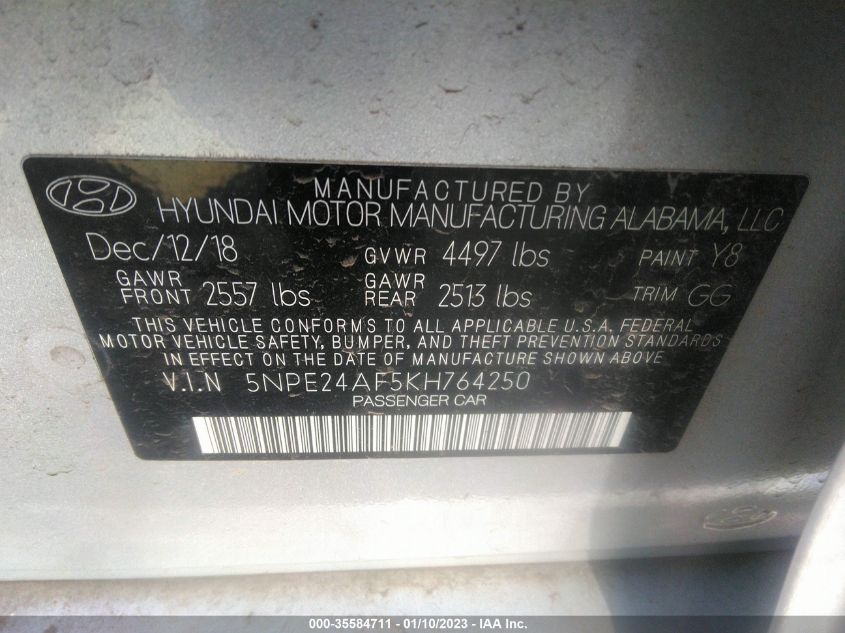 MANUFACTURED BY
HYUNDAI MOTOR MANUFACTURING ALABAMA, LLC
Dec/12/18 GVWR 4497 lbs PAINT Y8
GAWR FRONT 2557 lbs GAWR REAR 2513 lbs TRIM GG
THIS VEHICLE CONFORMS TO ALL APPLICABLE U.S.A. FEDERAL
MOTOR VEHICLE SAFETY, BUMPER, AND THEFT PREVENTION STANDARDS
IN EFFECT ON THE DATE OF MANUFACTURE SHOWN ABOVE
V.I.N 5NPE24AF5KH764250
PASSENGER CAR
000-35584711 - 01/10/2023 - IAA Inc.